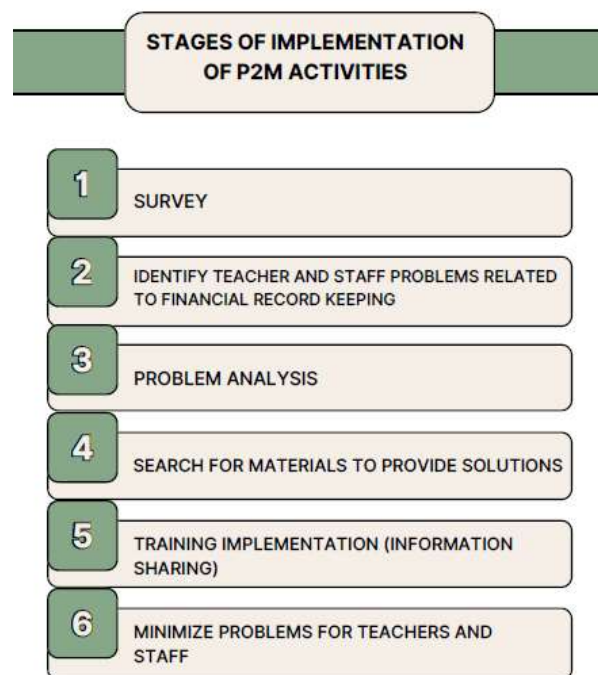 STAGES OF IMPLEMENTATION
OF P2M ACTIVITIES
1
SURVEY
2
IDENTIFY TEACHER AND STAFF PROBLEMS RELATED
TO FINANCIAL RECORD KEEPING
3
PROBLEM ANALYSIS
4
SEARCH FOR MATERIALS TO PROVIDE SOLUTIONS
5
TRAINING IMPLEMENTATION (INFORMATION
SHARING)
6
MINIMIZE PROBLEMS FOR TEACHERS AND
STAFF